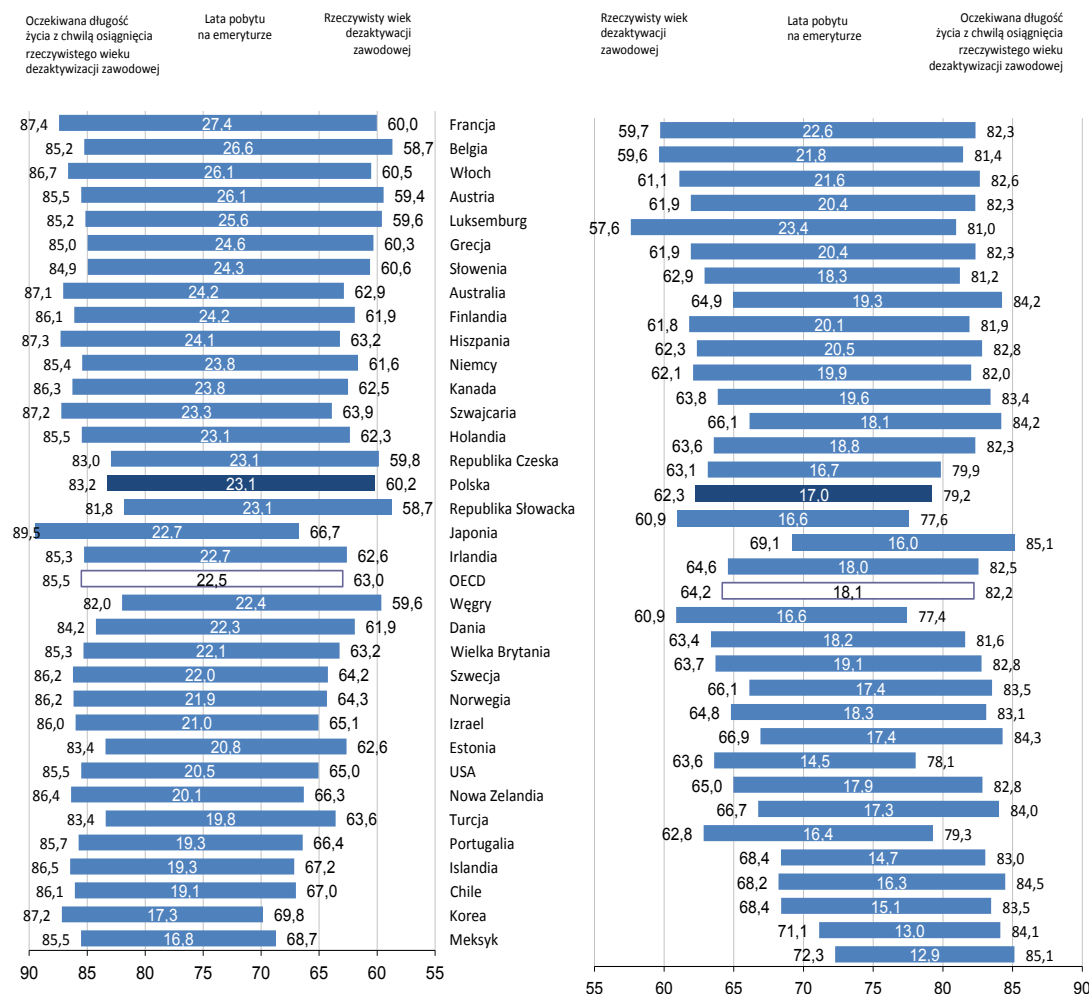 Oczekiwana długość
życia z chwilą osiągnięcia
rzeczywistego wieku
dezaktywizacji zawodowej
Lata pobytu
na emeryturze
Rzeczywisty wiek
dezaktywacji
zawodowej
Rzeczywisty wiek
dezaktywacji
zawodowej
Lata pobytu
na emeryturze
Oczekiwana długość
życia z chwilą osiągnięcia
rzeczywistego wieku
dezaktywizacji zawodowej
87,4 27,4 60,0 Francja 59,7 22,6 82,3
85,2 26,6 58,7 Belgia 59,6 21,8 81,4
86,7 26,1 60,5 Włoch 61,1 21,6 82,6
85,5 26,1 59,4 Austria 61,9 20,4 82,3
85,2 25,6 59,6 Luksemburg 57,6 23,4 81,0
85,0 24,6 60,3 Grecja 61,9 20,4 82,3
84,9 24,3 60,6 Słowenia 62,9 18,3 81,2
87,1 24,2 62,9 Australia 64,9 19,3 84,2
86,1 24,2 61,9 Finlandia 61,8 20,1 81,9
87,3 24,1 63,2 Hiszpania 62,3 20,5 82,8
85,4 23,8 61,6 Niemcy 62,1 19,9 82,0
86,3 23,8 62,5 Kanada 63,8 19,6 83,4
87,2 23,3 63,9 Szwajcaria 66,1 18,1 84,2
85,5 23,1 62,3 Holandia 63,6 18,8 82,3
83,0 23,1 59,8 Republika Czeska 63,1 16,7 79,9
83,2 23,1 60,2 Polska 62,3 17,0 79,2
81,8 23,1 58,7 Republika Słowacka 60,9 16,6 77,6
89,5 22,7 66,7 Japonia 69,1 16,0 85,1
85,3 22,7 62,6 Irlandia 64,6 18,0 82,5
85,5 22,5 63,0 OECD 64,2 18,1 82,2
82,0 22,4 59,6 Węgry 60,9 16,6 77,4
84,2 22,3 61,9 Dania 63,4 18,2 81,6
85,3 22,1 63,2 Wielka Brytania 63,7 19,1 82,8
86,2 22,0 64,2 Szwecja 66,1 17,4 83,5
86,2 21,9 64,3 Norwegia 64,8 18,3 83,1
86,0 21,0 65,1 Izrael 66,9 17,4 84,3
83,4 20,8 62,6 Estonia 63,6 14,5 78,1
85,5 20,5 65,0 USA 65,0 17,9 82,8
86,4 20,1 66,3 Nowa Zelandia 66,7 17,3 84,0
83,4 19,8 63,6 Turcja 62,8 16,4 79,3
85,7 19,3 66,4 Portugalia 68,4 14,7 83,0
86,5 19,3 67,2 Islandia 68,2 16,3 84,5
86,1 19,1 67,0 Chile 68,4 15,1 83,5
87,2 17,3 69,8 Korea 71,1 13,0 84,1
85,5 16,8 68,7 Meksyk 72,3 12,9 85,1
90 85 80 75 70 65 60 55
55 60 65 70 75 80 85 90